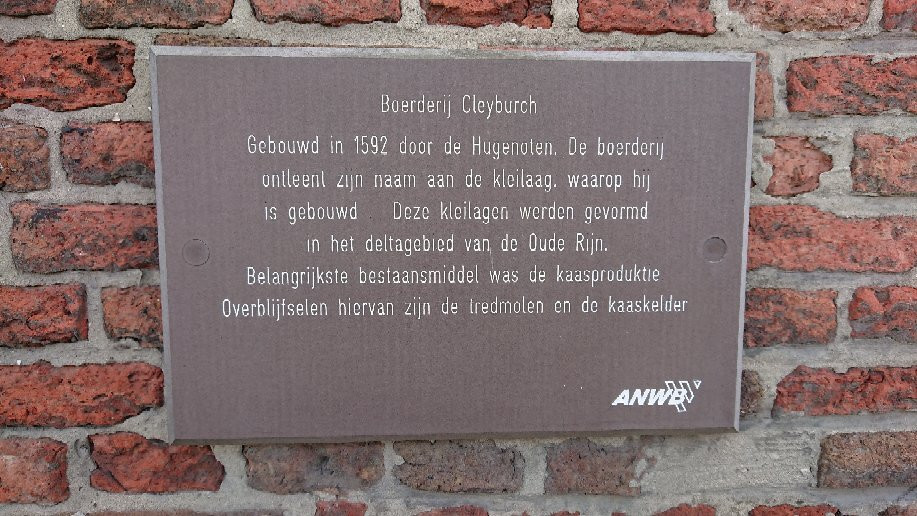 Boerderij Cleyburch
Gebouwd in 1592 door de Hugenoten. De boerderij
ontleent zijn naam aan de kleilaag, waarop hij
is gebouwd . Deze kleilagen werden gevormd
in het deltagebied van de Oude Rijn.
Belangrijkste bestaansmiddel was de kaasproduktie
Overblijfselen hiervan zijn de tredmolen en de kaaskelder
ANWB